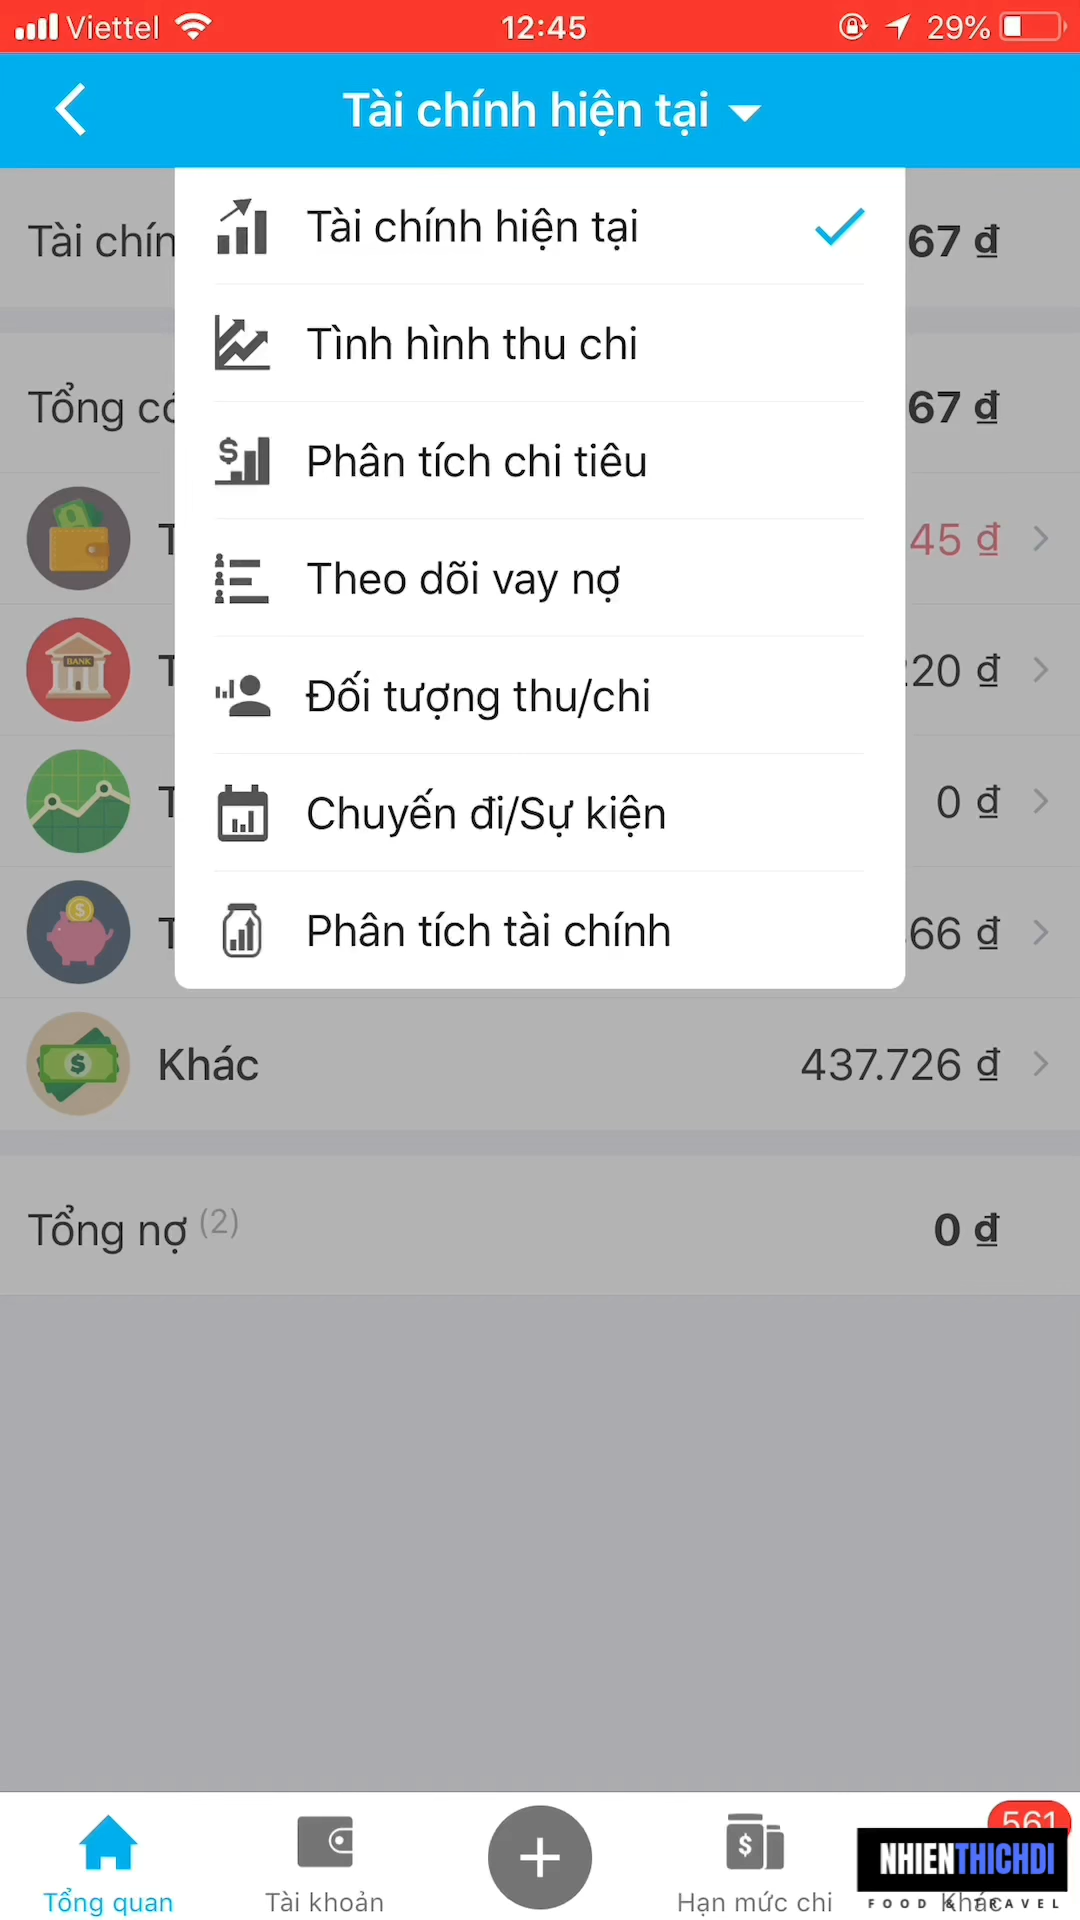 Viettel 12:45 29%
Tài chính hiện tại
Tài chín 67 đ
Tài chính hiện tại
Tình hình thu chi
Tổng có 67 đ
Phân tích chi tiêu
T 45 đ
Theo dõi vay nợ
BANK
T 220 đ
Đối tượng thu/chi
T 0 đ
Chuyến đi/Sự kiện
T 66 đ
Phân tích tài chính
Khác 437.726 đ
Tổng nợ (2) 0 đ
561
NHIENTHICHDI
FOOD & TRAVEL
Tổng quan Tài khoản Hạn mức chi Khác